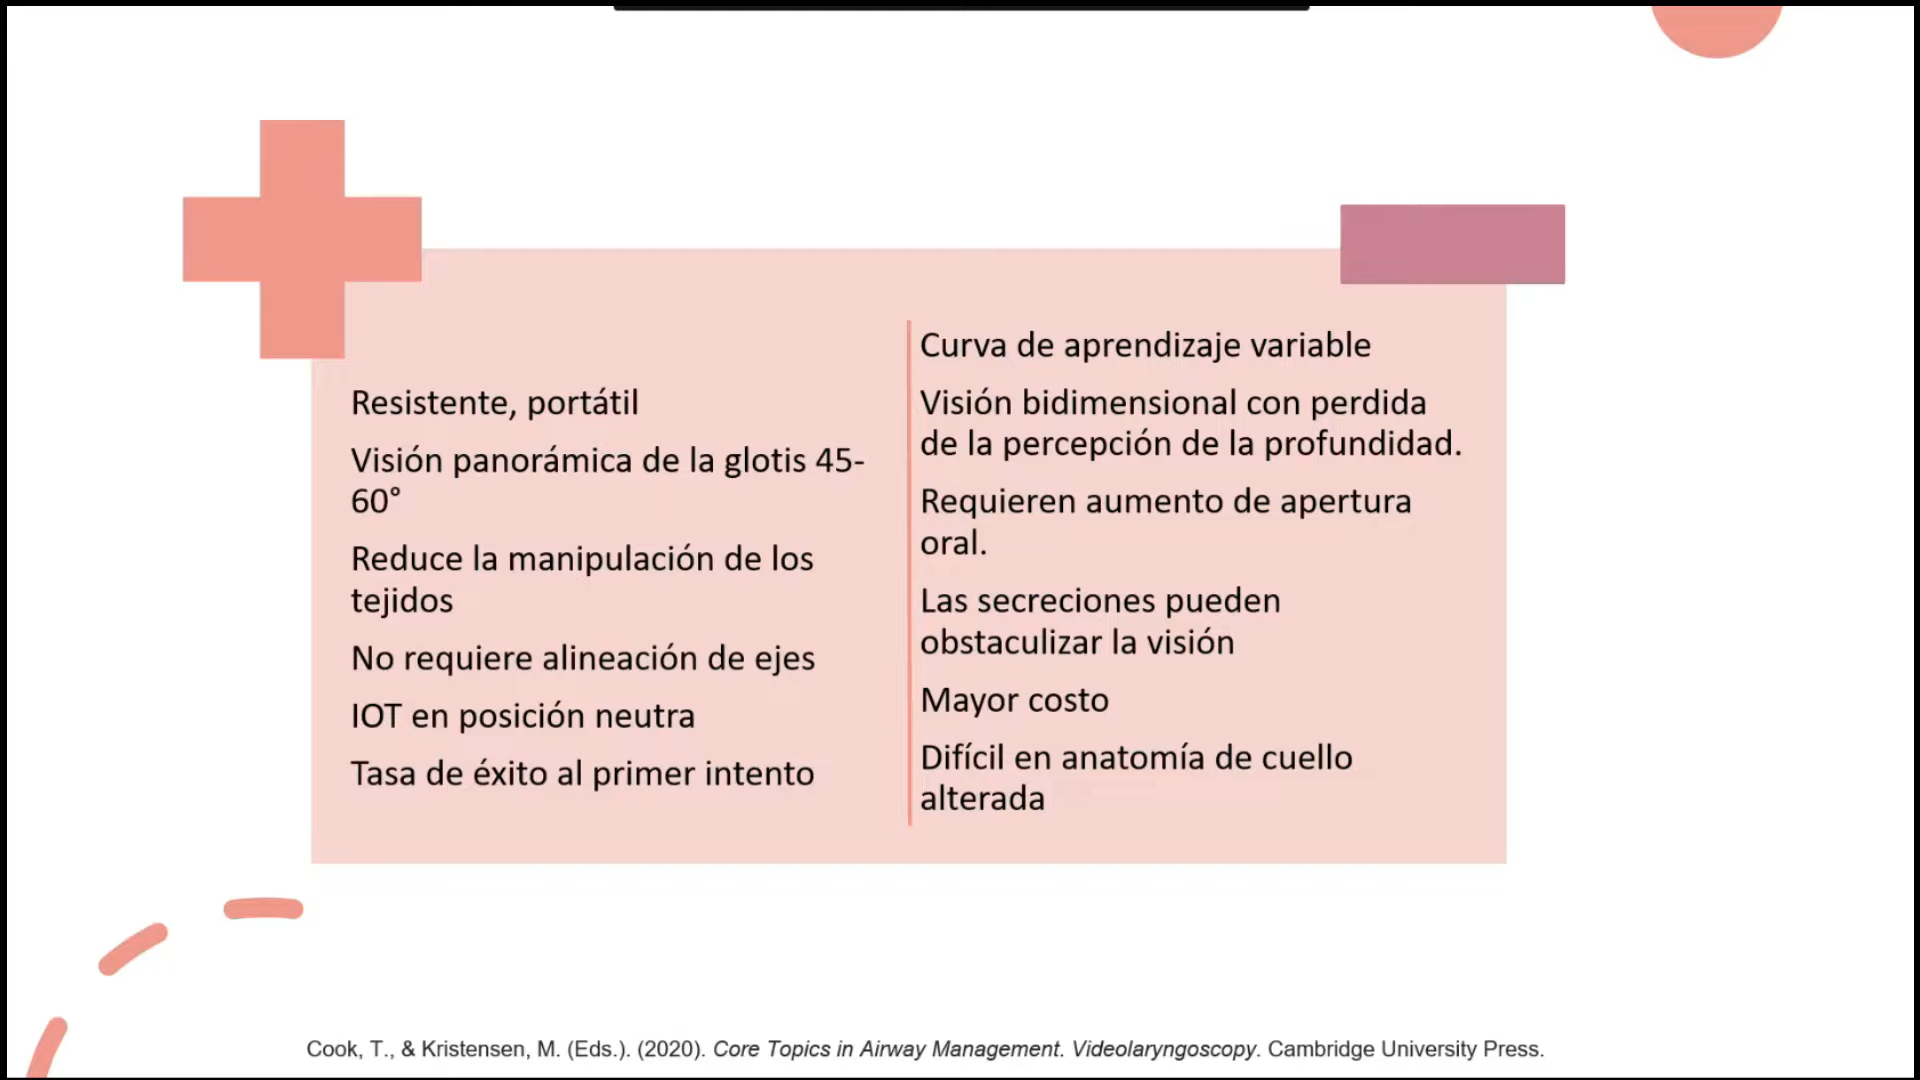 Resistente, portátil
Visión panorámica de la glotis 45-
60°
Reduce la manipulación de los
tejidos
No requiere alineación de ejes
IOT en posición neutra
Tasa de éxito al primer intento
Curva de aprendizaje variable
Visión bidimensional con perdida
de la percepción de la profundidad.
Requieren aumento de apertura
oral.
Las secreciones pueden
obstaculizar la visión
Mayor costo
Difícil en anatomía de cuello
alterada
Cook, T., & Kristensen, M. (Eds.). (2020). Core Topics in Airway Management. Videolaryngoscopy. Cambridge University Press.